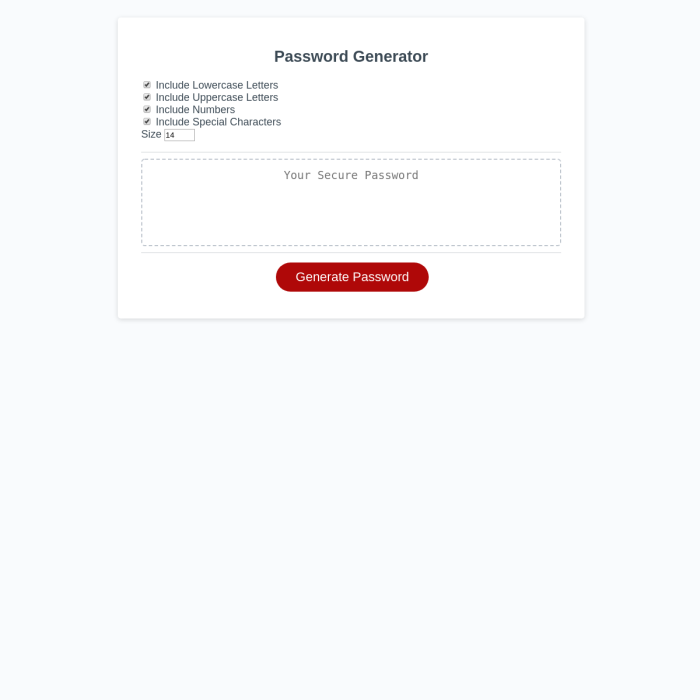 Password Generator
Include Lowercase Letters
Include Uppercase Letters
Include Numbers
Include Special Characters
Size 14
Your Secure Password
Generate Password